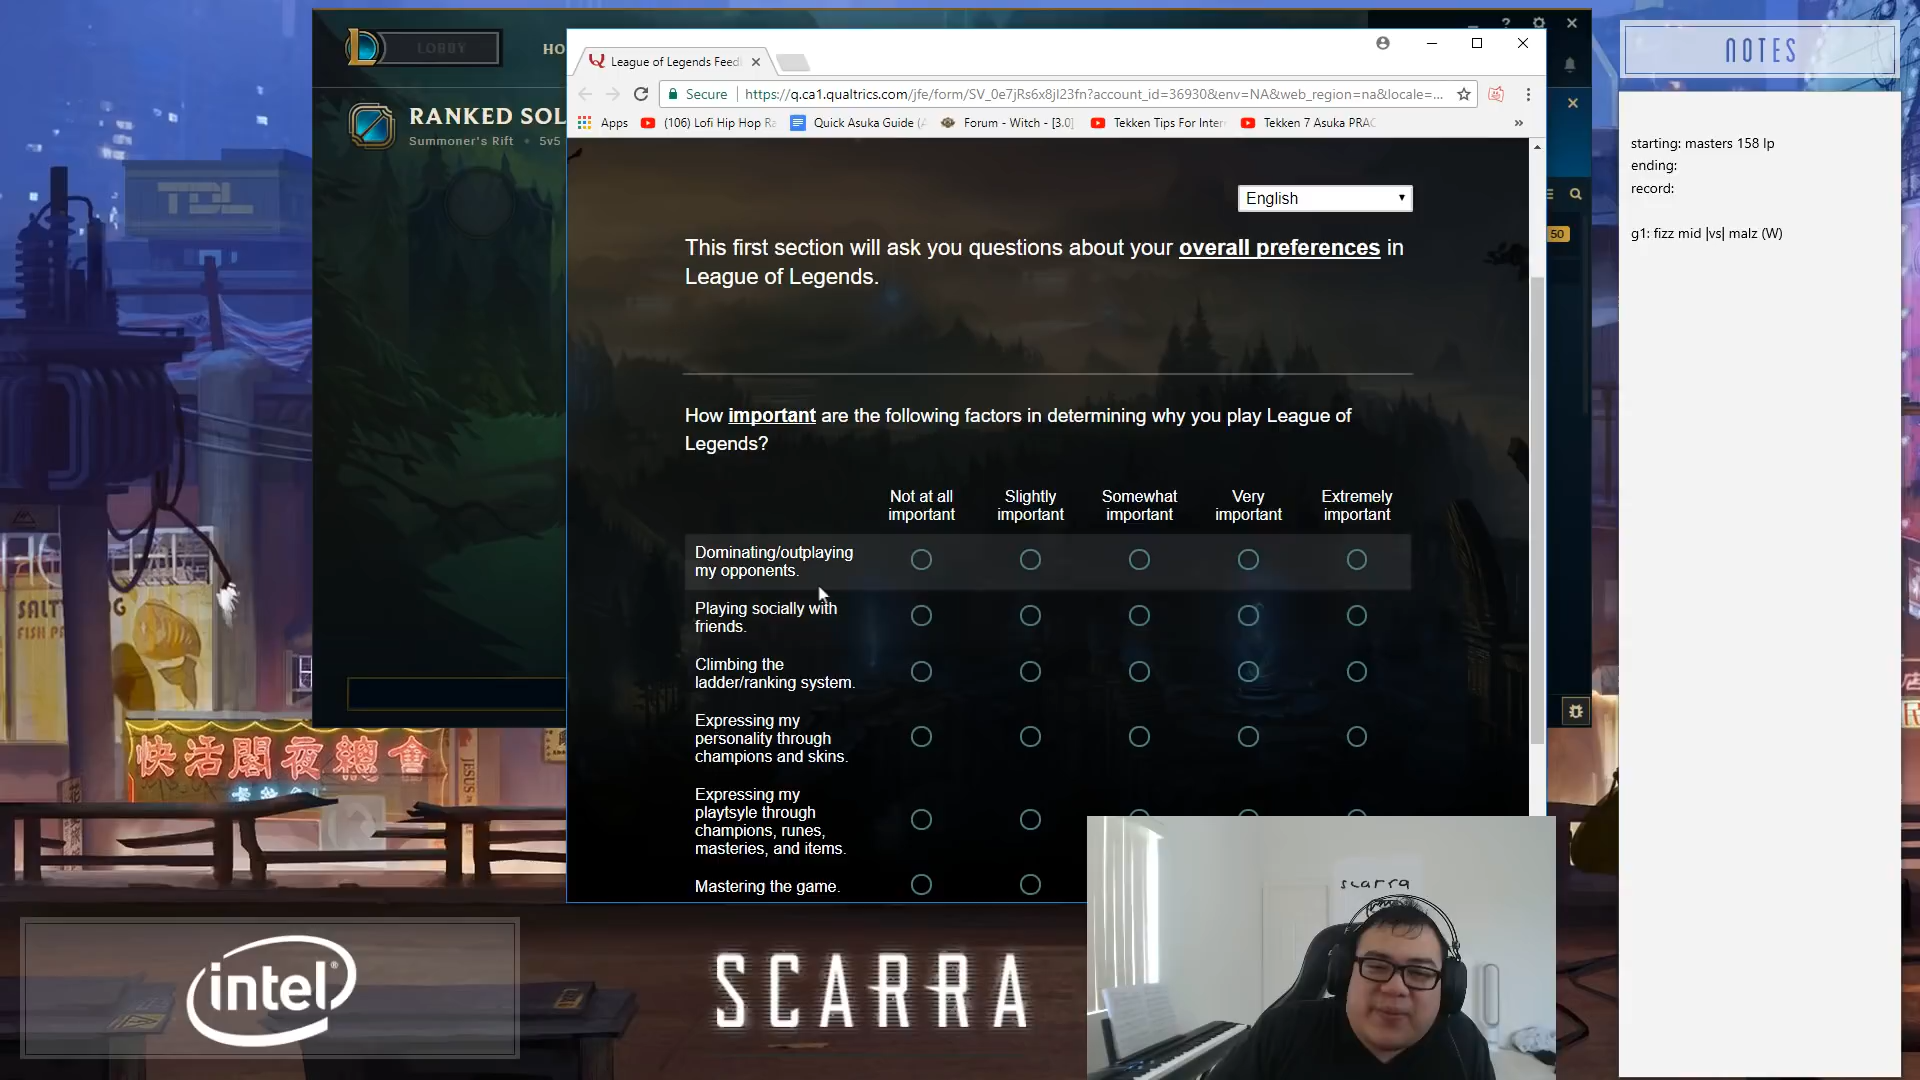 LOBBY
HO
RANKED SOL
Summoner's Rift • 5v5
League of Legends Feed
Secure
https://q.ca1.qualtrics.com/jfe/form/SV_0e7jRs6x8jl23fn?account_id=36930&env=NA&web_region=na&locale=...
Apps
(106) Lofi Hip Hop Ra
Quick Asuka Guide (A
Forum - Witch - [3.0]
Tekken Tips For Inter
Tekken 7 Asuka PRAC
»
English
This first section will ask you questions about your overall preferences in
League of Legends.
How important are the following factors in determining why you play League of
Legends?
Not at all important
Slightly important
Somewhat important
Very important
Extremely important
Dominating/outplaying
my opponents.
Playing socially with
friends.
Climbing the
ladder/ranking system.
Expressing my
personality through
champions and skins.
Expressing my
playtsyle through
champions, runes,
masteries, and items.
Mastering the game.
50
NOTES
starting: masters 158 lp
ending:
record:
g1: fizz mid |vs| malz (W)
TDL
SALTY DOG
快活閣夜總會
JESUS
intel®
SCARRA
scarra